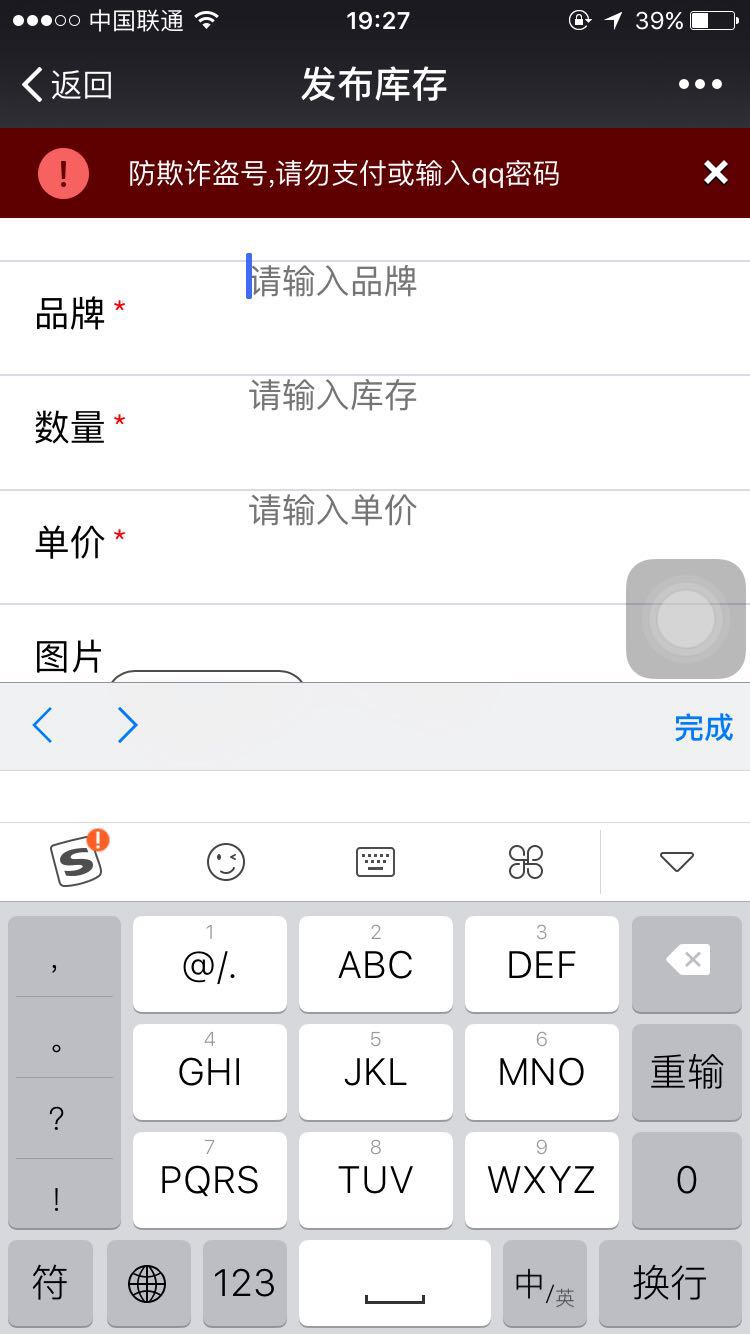 中国联通 19:27 39%
返回 发布库存
防欺诈盗号,请勿支付或输入qq密码
请输入品牌
品牌 *
请输入库存
数量 *
请输入单价
单价 *
图片
完成
S !
, 1 @/. 2 ABC 3 DEF
。 4 GHI 5 JKL 6 MNO 重输
?
! 7 PQRS 8 TUV 9 WXYZ 0
符 123 中/英 换行